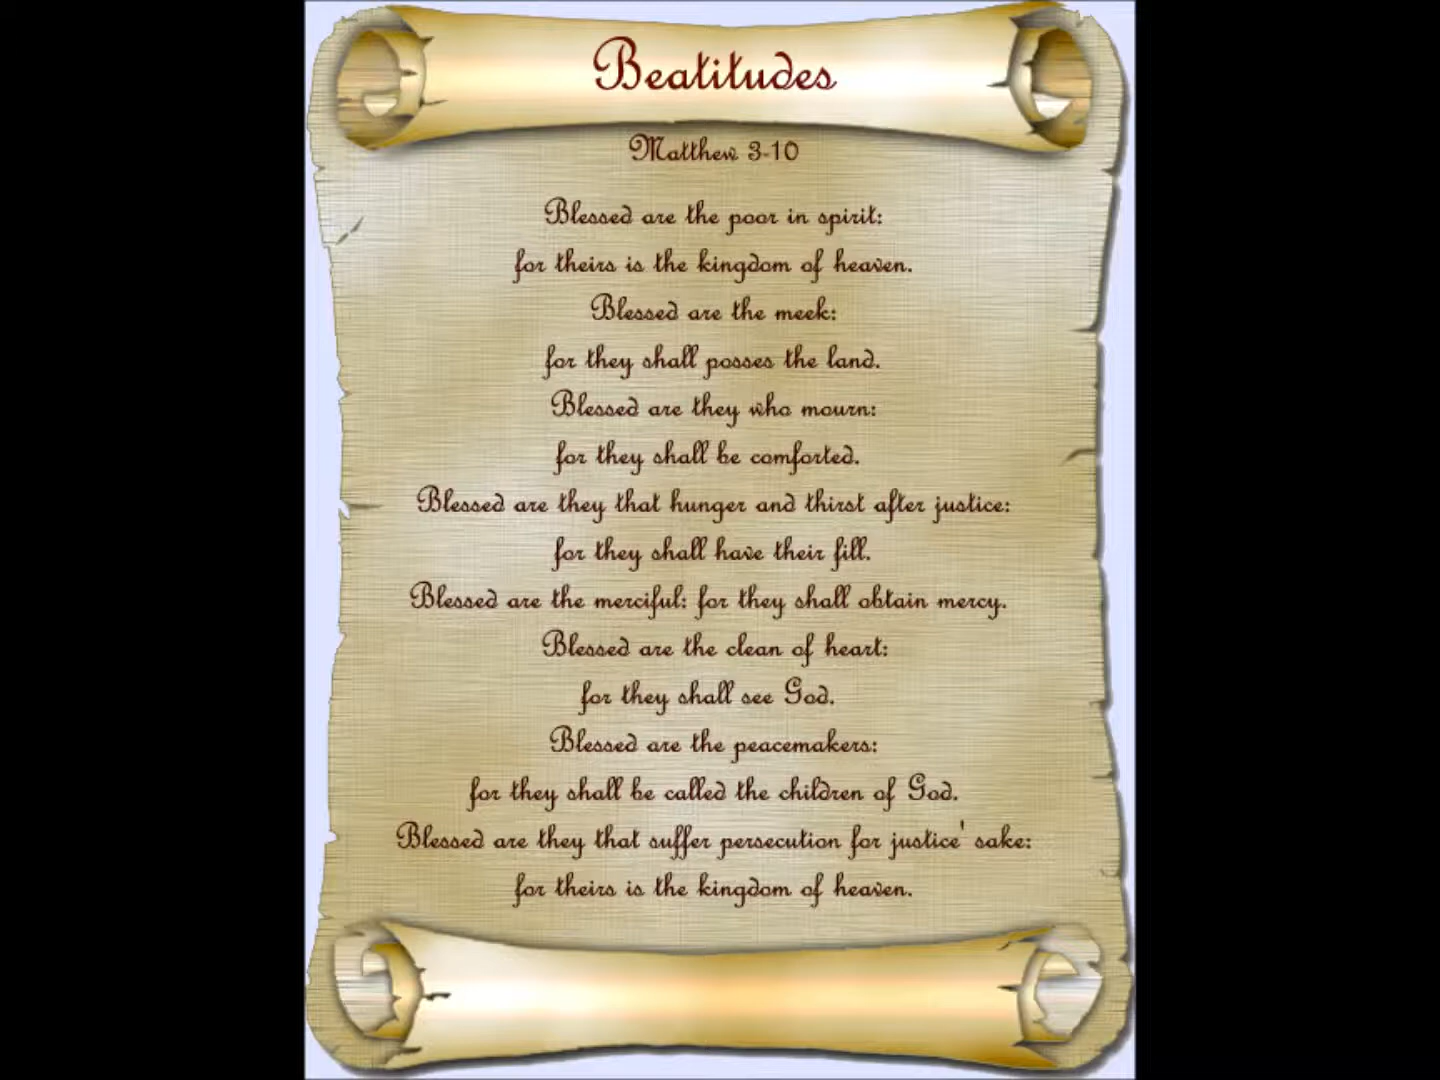 Beatitudes
Matthew 3-10
Blessed are the poor in spirit:
for theirs is the kingdom of heaven.
Blessed are the meek:
for they shall posses the land.
Blessed are they who mourn:
for they shall be comforted.
Blessed are they that hunger and thirst after justice:
for they shall have their fill.
Blessed are the merciful: for they shall obtain mercy.
Blessed are the clean of heart:
for they shall see God.
Blessed are the peacemakers:
for they shall be called the children of God.
Blessed are they that suffer persecution for justice' sake:
for theirs is the kingdom of heaven.